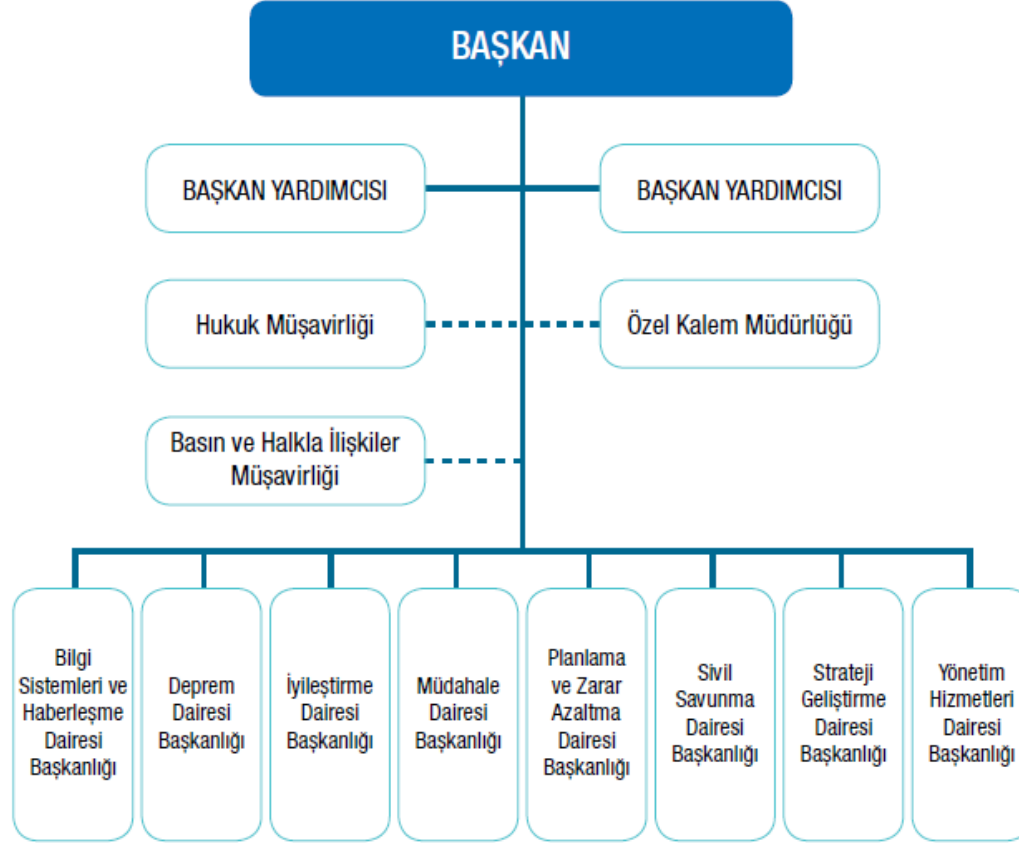 BAŞKAN
BAŞKAN YARDIMCISI
BAŞKAN YARDIMCISI
Hukuk Müşavirliği
Özel Kalem Müdürlüğü
Basın ve Halkla İlişkiler
Müşavirliği
Bilgi
Sistemleri ve
Haberleşme
Dairesi
Başkanlığı
Deprem
Dairesi
Başkanlığı
İyileştirme
Dairesi
Başkanlığı
Müdahale
Dairesi
Başkanlığı
Planlama
ve Zarar
Azaltma
Dairesi
Başkanlığı
Sivil
Savunma
Dairesi
Başkanlığı
Strateji
Geliştirme
Dairesi
Başkanlığı
Yönetim
Hizmetleri
Dairesi
Başkanlığı